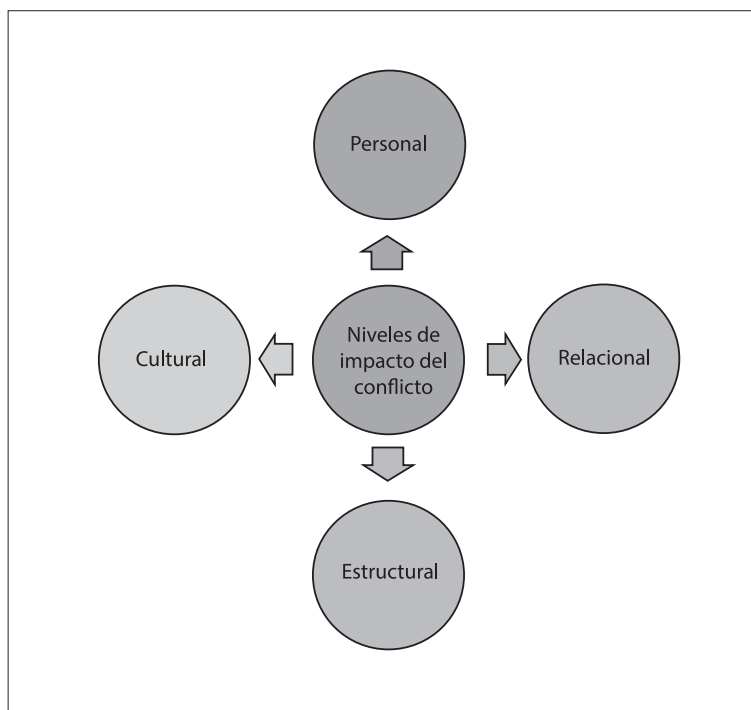 Personal
Cultural
Niveles de
impacto del
conflicto
Relacional
Estructural